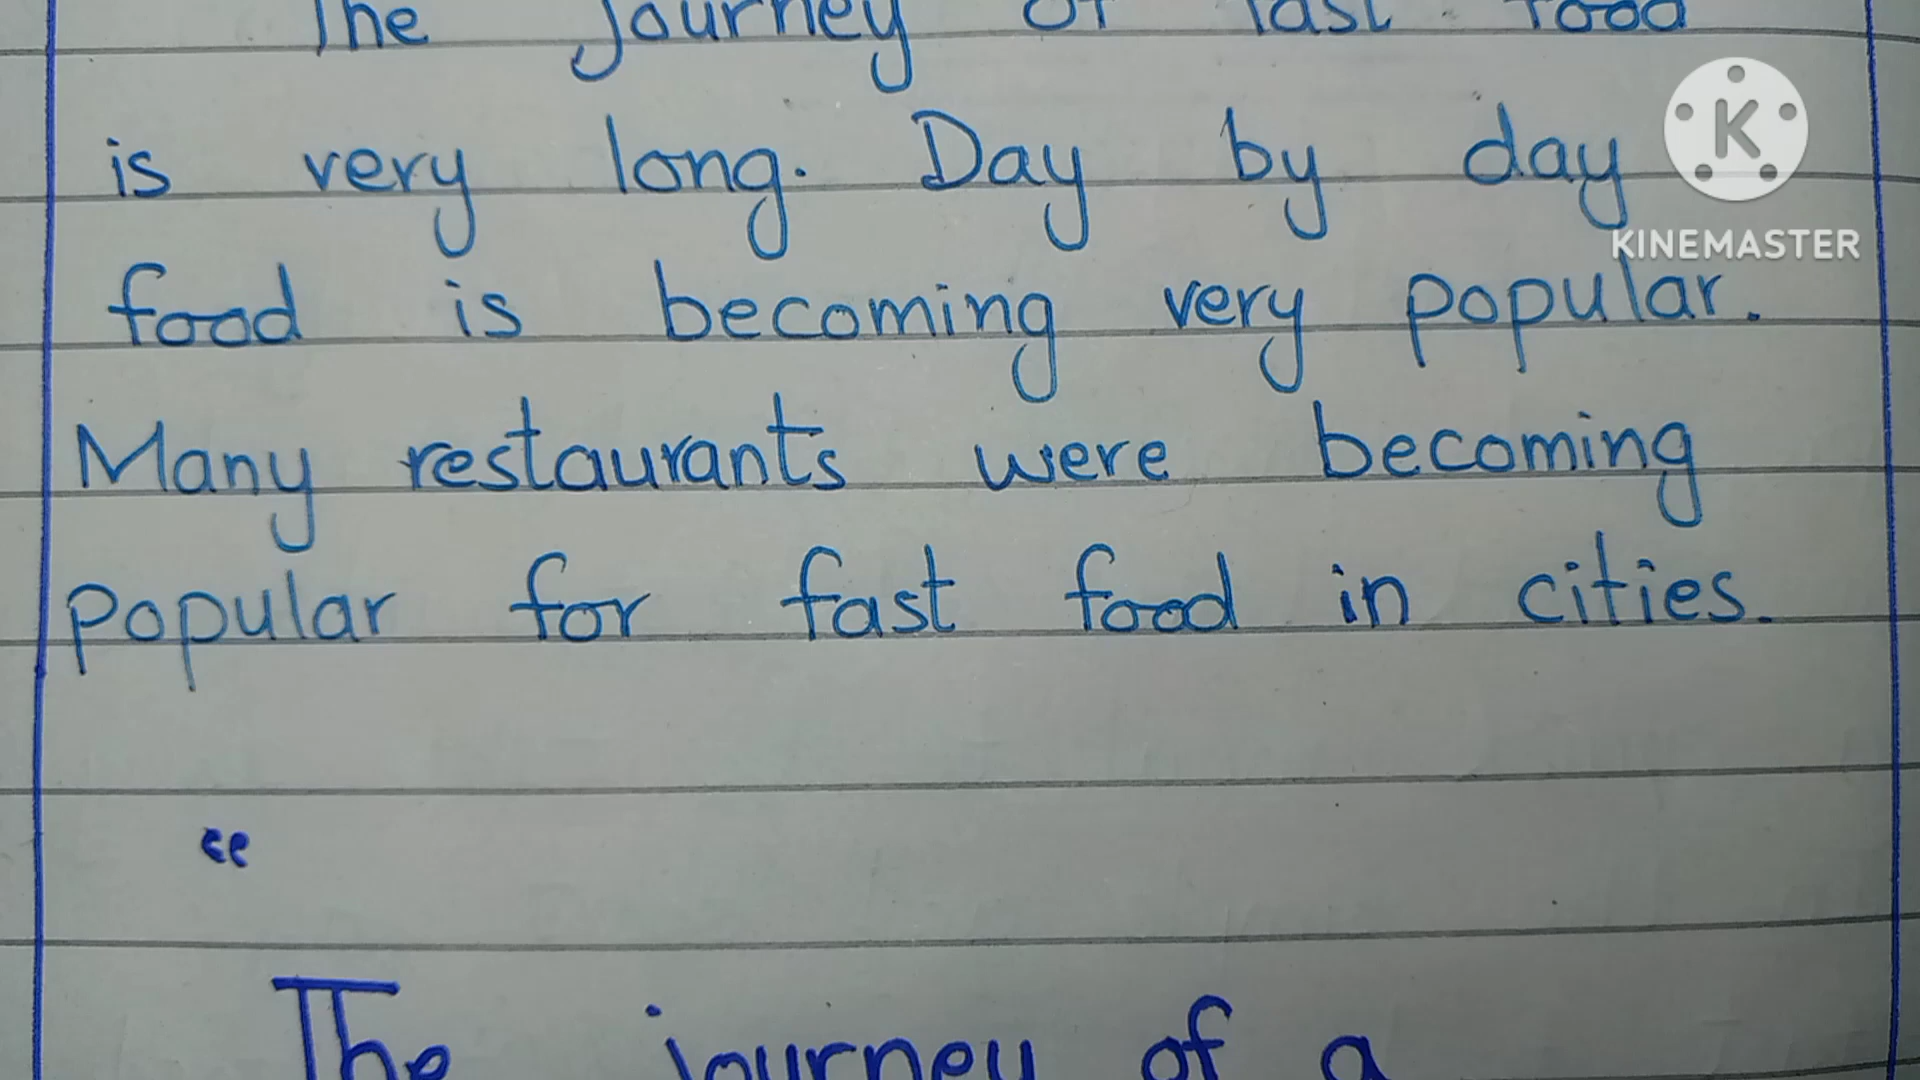 The journey of fast food
is very long. Day by day
KINEMASTER
food is becoming very popular.
Many restaurants were becoming
popular for fast food in cities.
“
The journey of a